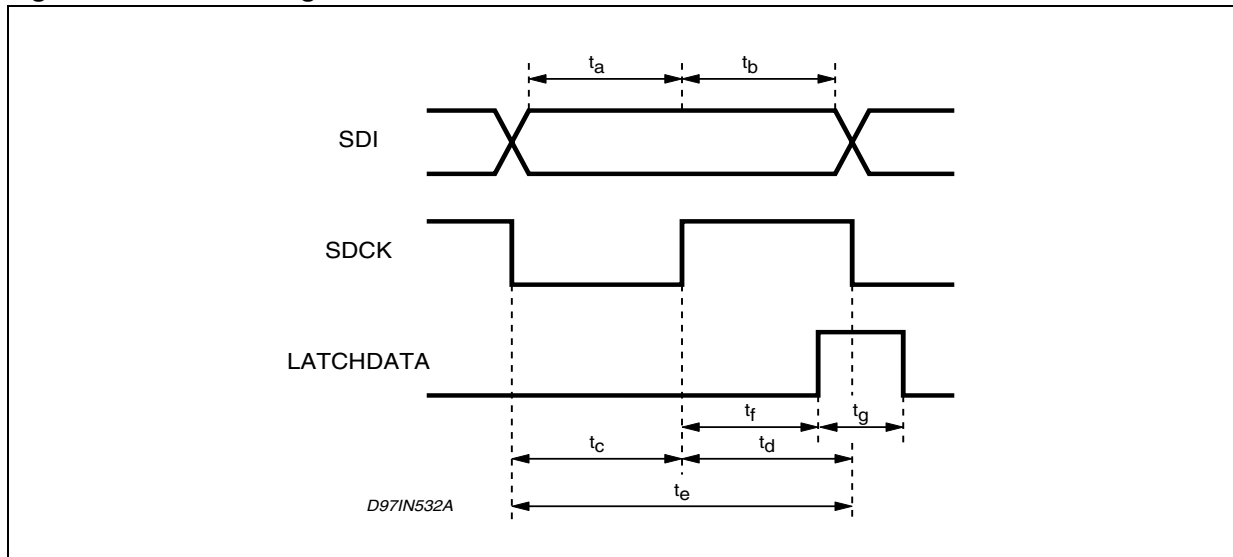 ta
tb
SDI
SDCK
LATCHDATA
tf
tg
tc
td
te
D97IN532A